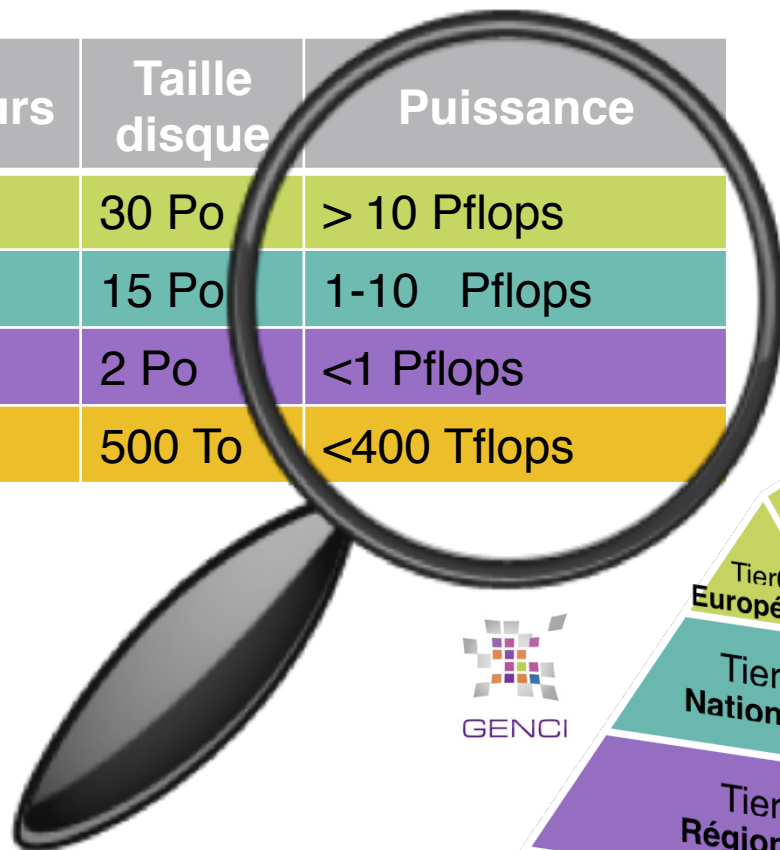 Taille
disque
Puissance
30 Po
> 10 Pflops
15 Po
1-10 Pflops
2 Po
<1 Pflops
500 To
<400 Tflops
GENCI
Tier
Tier
Tier